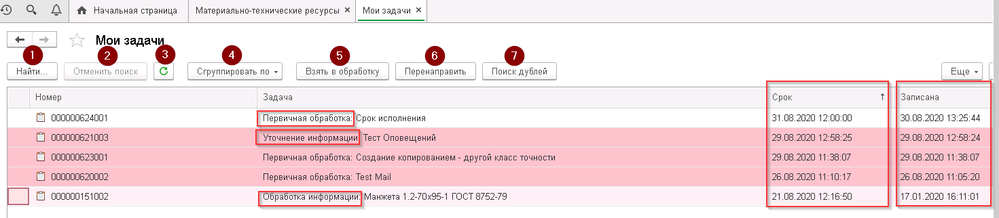 Начальная страница Материально-технические ресурсы × Мои задачи ×
Мои задачи
1 2 3 4 5 6 7
Найти... Отменить поиск Сгруппировать по Взять в обработку Перенаправить Поиск дублей Еще
Номер Задача Срок ↑ Записана
000000624001 Первичная обработка: Срок исполнения 31.08.2020 12:00:00 30.08.2020 13:25:44
000000621003 Уточнение информации Тест Оповещений 29.08.2020 12:58:25 29.08.2020 12:58:24
000000623001 Первичная обработка: Создание копированием - другой класс точности 29.08.2020 11:38:07 29.08.2020 11:38:07
000000620002 Первичная обработка: Test Mail 26.08.2020 11:10:17 26.08.2020 11:05:20
000000151002 Обработка информации: Манжета 1.2-70x95-1 ГОСТ 8752-79 21.08.2020 12:16:50 17.01.2020 16:11:01